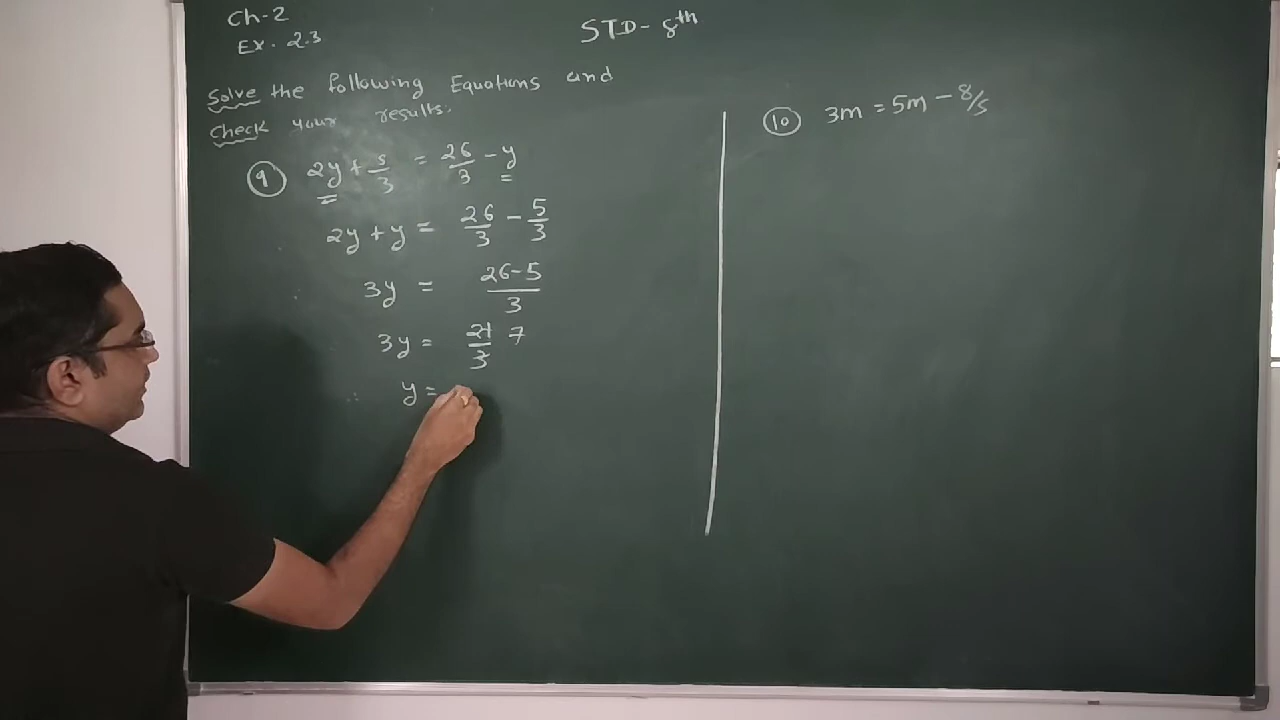 Ch-2
Ex. 2.3
STD- 8th
Solve the following Equations and
Check your results.
9 2y + 5/3 = 26/3 - y
2y + y = 26/3 - 5/3
3y = 26-5/3
3y = 21/3 7
∴ y =
10 3m = 5m - 8/5